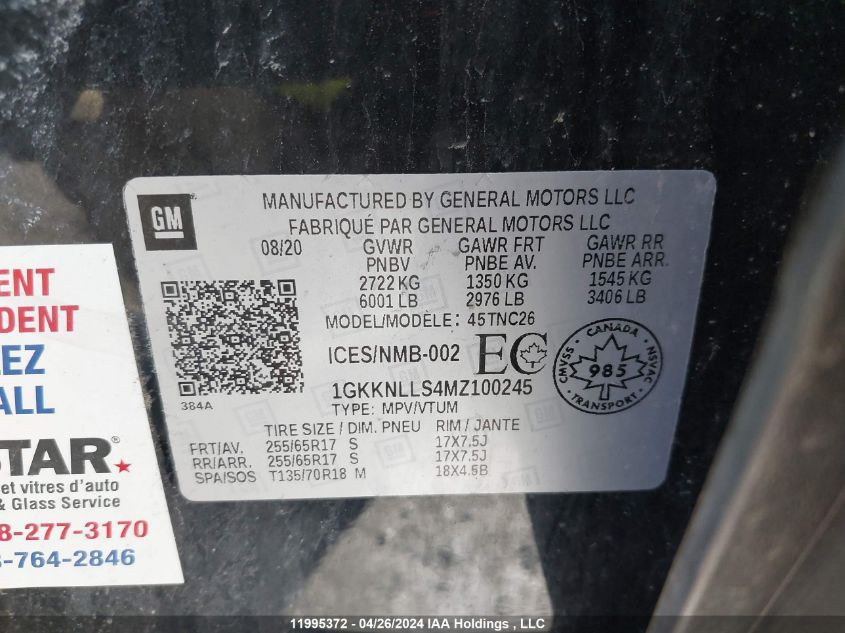 GM
MANUFACTURED BY GENERAL MOTORS LLC
FABRIQUÉ PAR GENERAL MOTORS LLC
08/20 GVWR GAWR FRT GAWR RR
PNBV PNBE AV. PNBE ARR.
2722 KG 1350 KG 1545 KG
6001 LB 2976 LB 3406 LB
MODEL/MODÈLE: 45TNC26
ICES/NMB-002 EC
1GKKNLLS4MZ100245
384A TYPE: MPV/VTUM
CANADA
CMVSS 985 NSVAC
TRANSPORT
TIRE SIZE / DIM. PNEU RIM / JANTE
FRT/AV. 255/65R17 S 17X7.5J
RR/ARR. 255/65R17 S 17X7.5J
SPA/SOS T135/70R18 M 18X4.5B
ENT
DENT
LEZ
ALL
STAR®
et vitres d'auto
& Glass Service
8-277-3170
-764-2846
11995372 - 04/26/2024 IAA Holdings, LLC